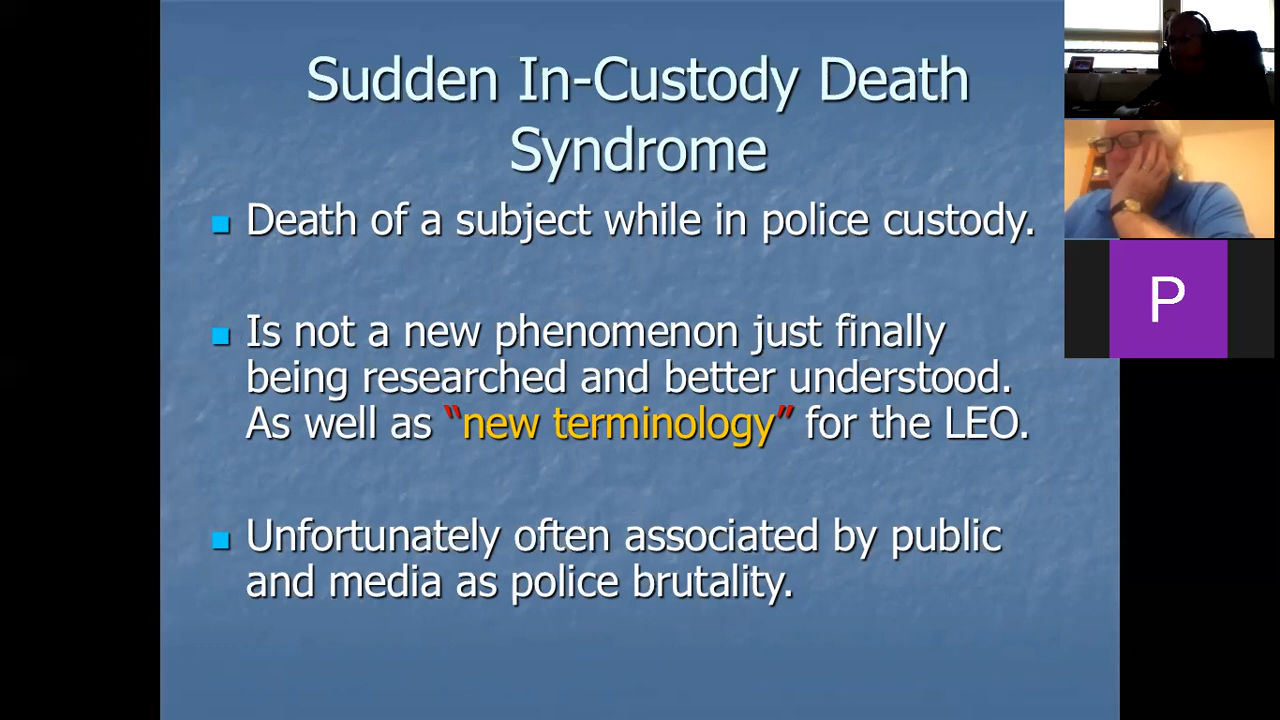 Sudden In-Custody Death
Syndrome
Death of a subject while in police custody.
Is not a new phenomenon just finally
being researched and better understood.
As well as “new terminology” for the LEO.
Unfortunately often associated by public
and media as police brutality.
P